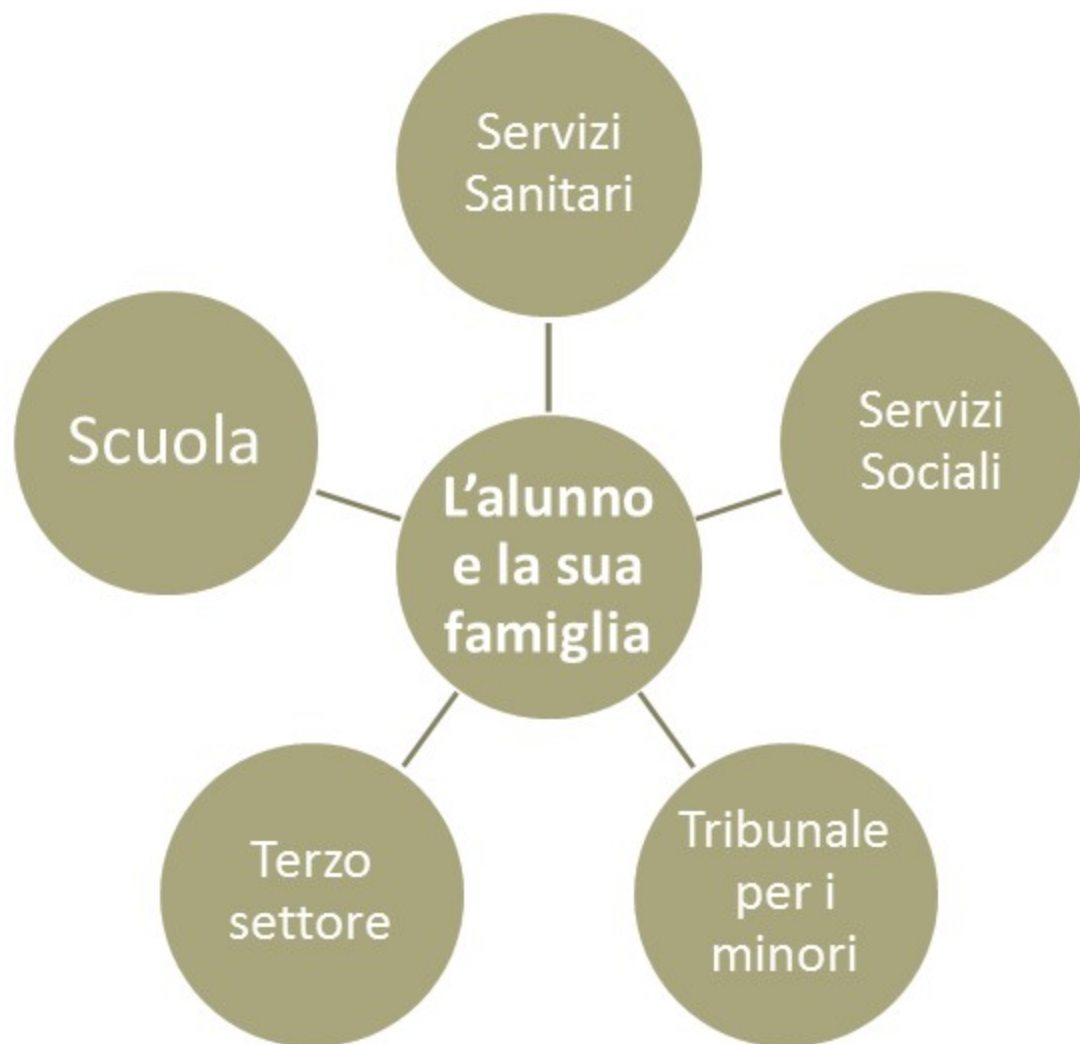 Servizi
Sanitari
Servizi
Sociali
Scuola
L’alunno
e la sua
famiglia
Tribunale
per i
minori
Terzo
settore